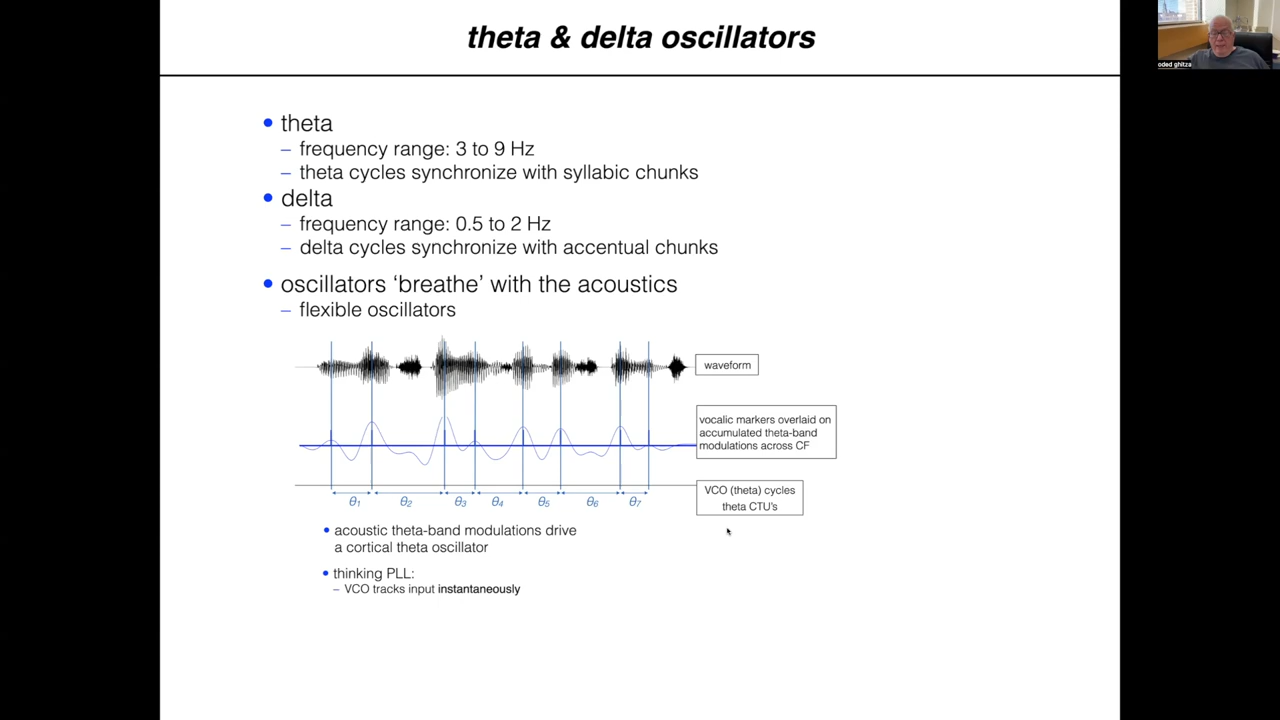 theta & delta oscillators
oded ghitza
• theta
– frequency range: 3 to 9 Hz
– theta cycles synchronize with syllabic chunks
• delta
– frequency range: 0.5 to 2 Hz
– delta cycles synchronize with accentual chunks
• oscillators ‘breathe’ with the acoustics
– flexible oscillators
waveform
vocalic markers overlaid on
accumulated theta-band
modulations across CF
VCO (theta) cycles
theta CTU's
θ1 θ2 θ3 θ4 θ5 θ6 θ7
• acoustic theta-band modulations drive
a cortical theta oscillator
• thinking PLL:
– VCO tracks input instantaneously